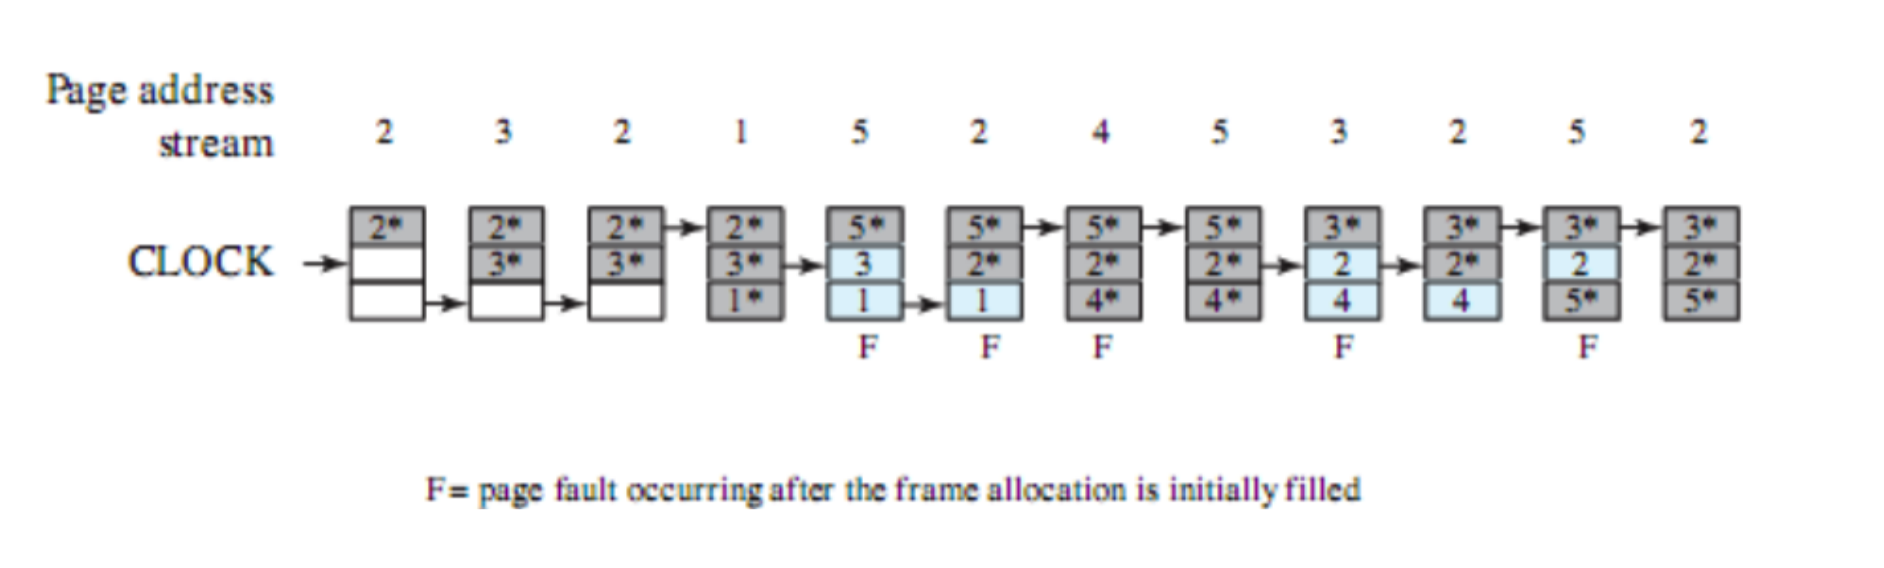 Page address
stream
2 3 2 1 5 2 4 5 3 2 5 2
CLOCK
2* 2* 2* 2* 5* 5* 5* 5* 3* 3* 3* 3*
3* 3* 3* 3 2* 2* 2* 2 2* 2 2*
1* 1 1 4* 4* 4 4 5* 5*
F F F F F
F= page fault occurring after the frame allocation is initially filled